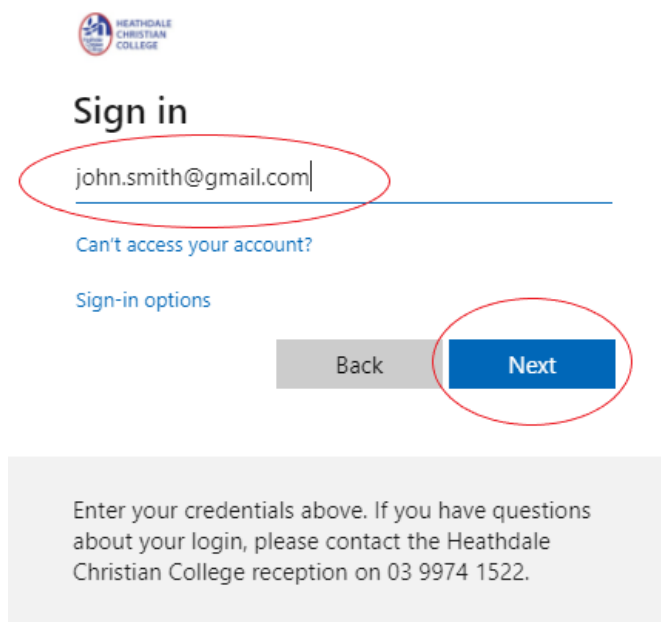 HEATHDALE
CHRISTIAN
COLLEGE
Sign in
john.smith@gmail.com
Can't access your account?
Sign-in options
Back Next
Enter your credentials above. If you have questions
about your login, please contact the Heathdale
Christian College reception on 03 9974 1522.